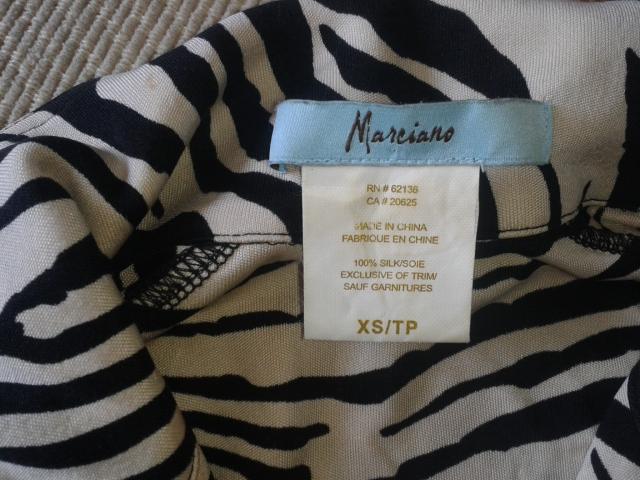 Marciano
RN # 62136
CA # 20625
MADE IN CHINA
FABRIQUE EN CHINE
100% SILK/SOIE
EXCLUSIVE OF TRIM/
SAUF GARNITURES
XS/TP